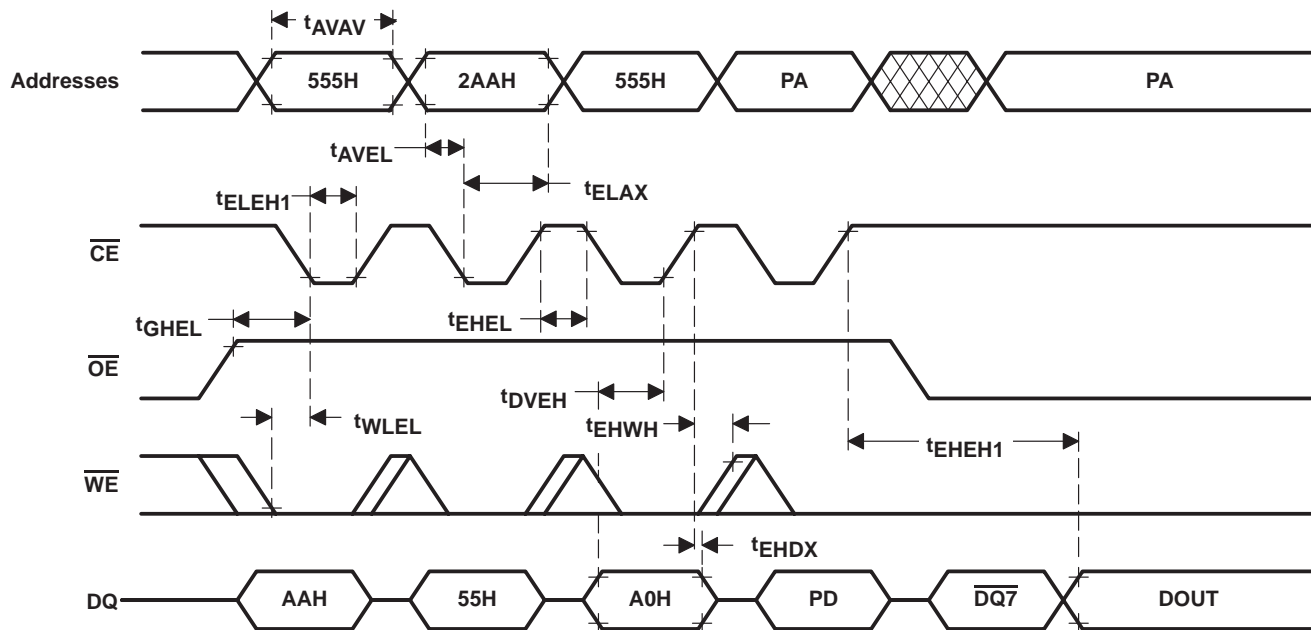 tAVAV
Addresses 555H 2AAH 555H PA PA
tAVEL
tELAX
tELEH1
CE
tGHEL tEHEL
OE
tDVEH
tWLEL tEHWH
tEHEH1
WE
tEHDX
DQ AAH 55H A0H PD DQ7 DOUT